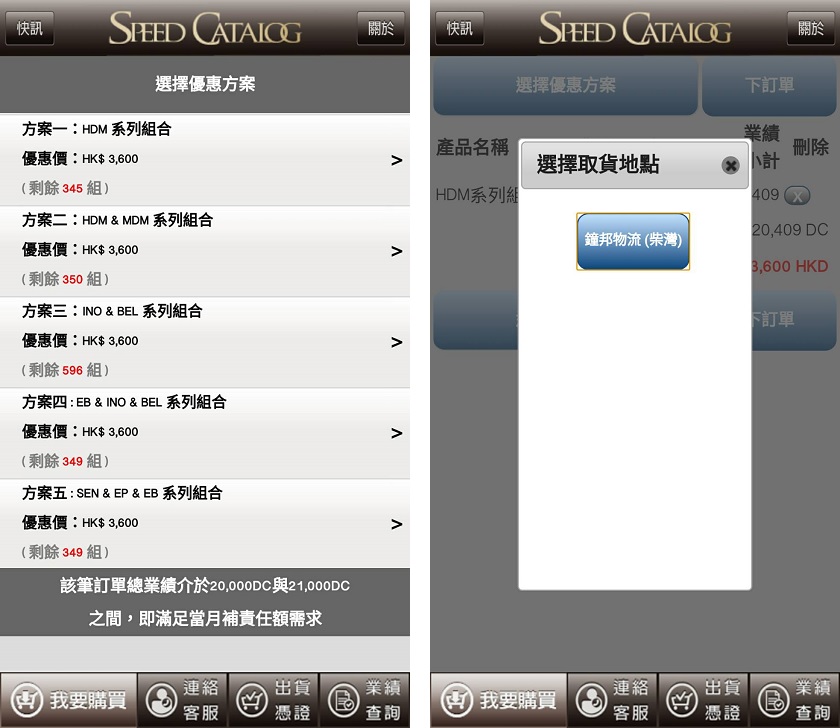 快訊
SPEED CATALOG
關於
選擇優惠方案
方案一：HDM 系列組合
優惠價：HK$ 3,600
( 剩餘 345 組 )
>
方案二：HDM & MDM 系列組合
優惠價：HK$ 3,600
( 剩餘 350 組 )
>
方案三：INO & BEL 系列組合
優惠價：HK$ 3,600
( 剩餘 596 組 )
>
方案四 : EB & INO & BEL 系列組合
優惠價：HK$ 3,600
( 剩餘 349 組 )
>
方案五 : SEN & EP & EB 系列組合
優惠價：HK$ 3,600
( 剩餘 349 組 )
>
該筆訂單總業績介於20,000DC與21,000DC
之間，即滿足當月補責任額需求
我要購買
連絡
客服
出貨
憑證
業績
查詢
快訊
SPEED CATALOG
關於
選擇優惠方案
下訂單
產品名稱
業績
小計
刪除
選擇取貨地點
HDM系列組
409
X
鐘邦物流 (柴灣)
20,409 DC
3,600 HKD
下訂單
我要購買
連絡
客服
出貨
憑證
業績
查詢